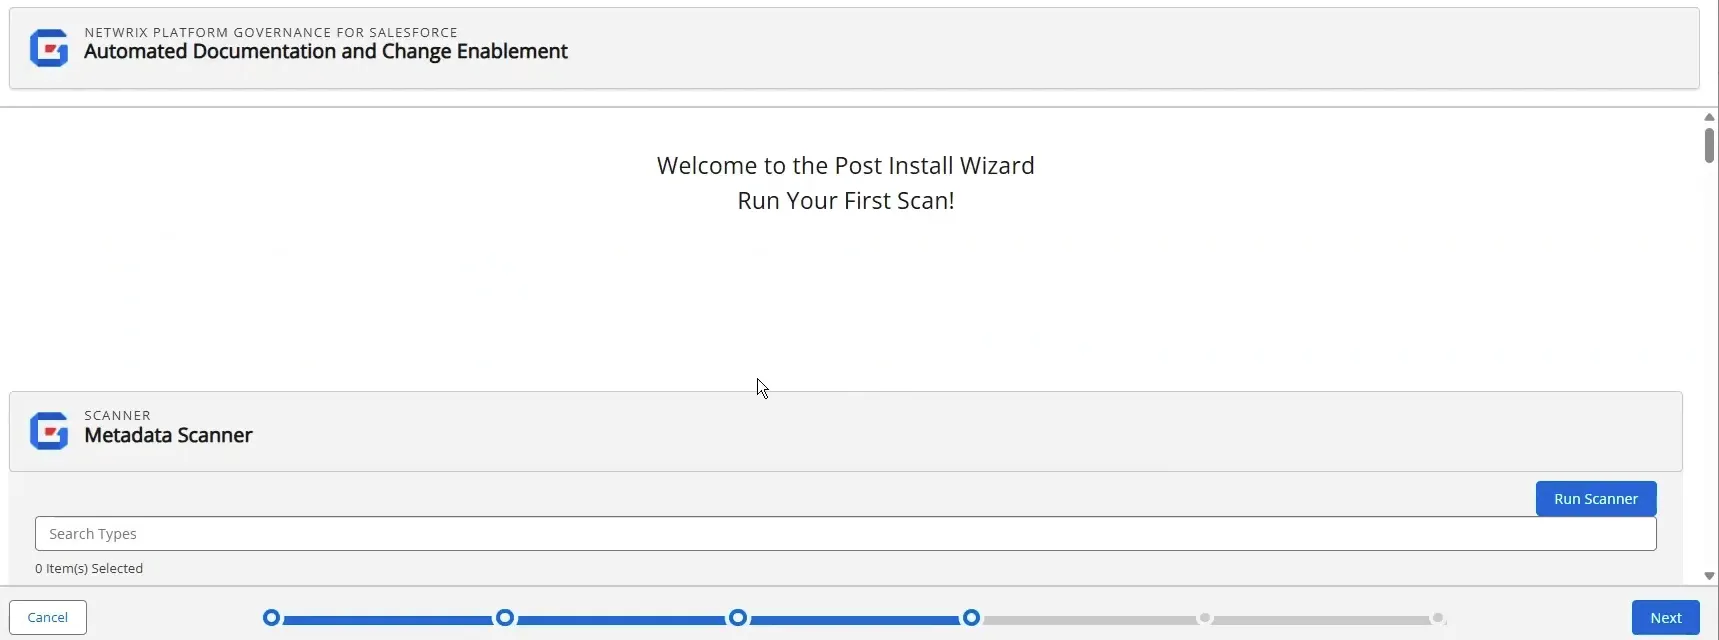 NETWRIX PLATFORM GOVERNANCE FOR SALESFORCE
Automated Documentation and Change Enablement
Welcome to the Post Install Wizard
Run Your First Scan!
SCANNER
Metadata Scanner
Run Scanner
Search Types
0 Item(s) Selected
Cancel
Next